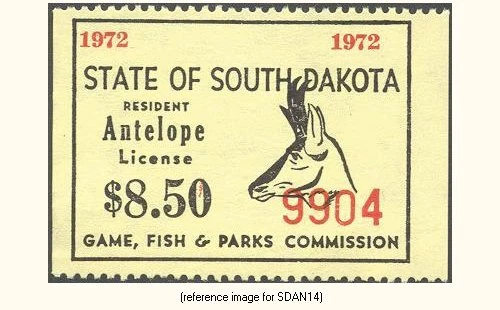 1972 1972
STATE OF SOUTH DAKOTA
RESIDENT
Antelope
License
$8.50
9904
GAME, FISH & PARKS COMMISSION
(reference image for SDAN14)